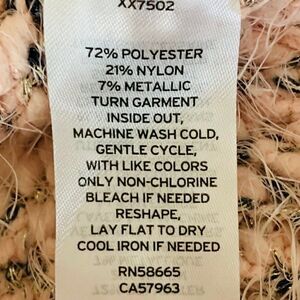 XX7502
72% POLYESTER
21% NYLON
7% METALLIC
TURN GARMENT
INSIDE OUT,
MACHINE WASH COLD,
GENTLE CYCLE,
WITH LIKE COLORS
ONLY NON-CHLORINE
BLEACH IF NEEDED
RESHAPE,
LAY FLAT TO DRY
COOL IRON IF NEEDED
RN58665
CA57963